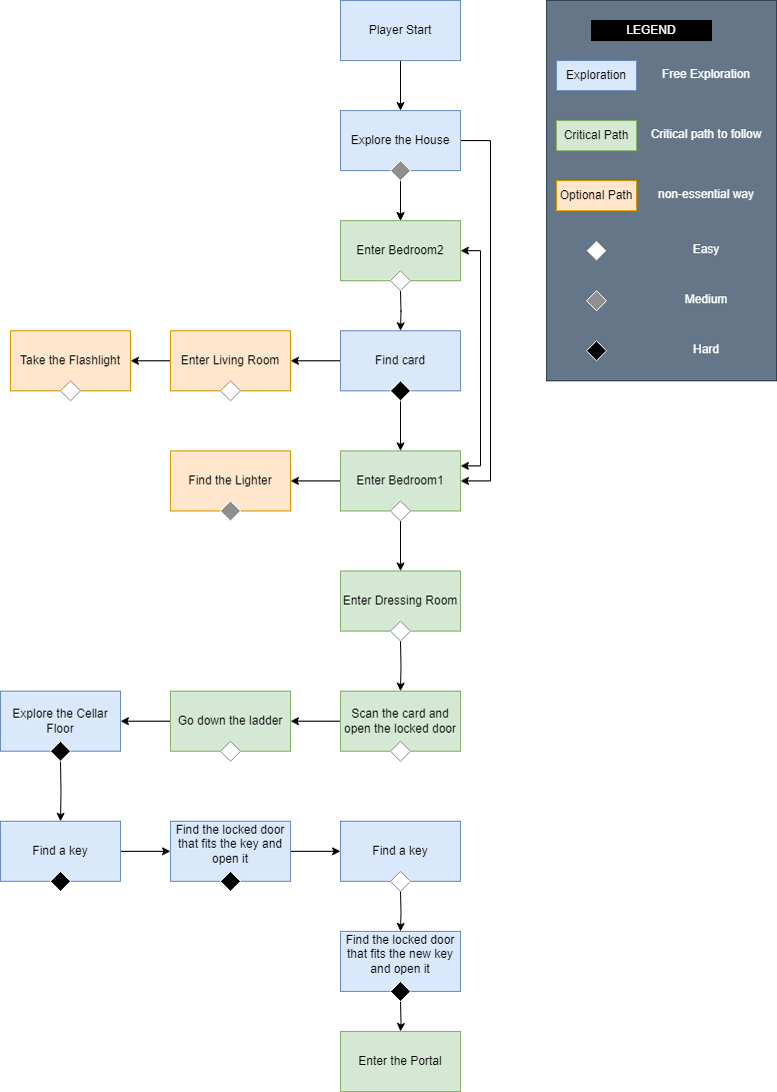 Player Start
LEGEND
Exploration
Free Exploration
Explore the House
Critical Path
Critical path to follow
Optional Path
non-essential way
Enter Bedroom2
Easy
Medium
Hard
Take the Flashlight
Enter Living Room
Find card
Find the Lighter
Enter Bedroom1
Enter Dressing Room
Explore the Cellar
Floor
Go down the ladder
Scan the card and
open the locked door
Find a key
Find the locked door
that fits the key and
open it
Find a key
Find the locked door
that fits the new key
and open it
Enter the Portal